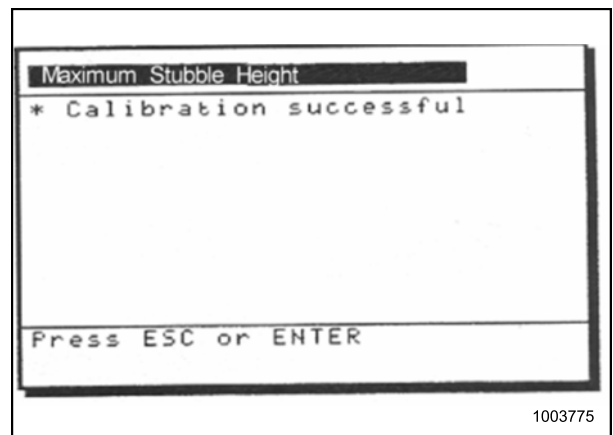 Maximum Stubble Height
* Calibration successful
Press ESC or ENTER
1003775